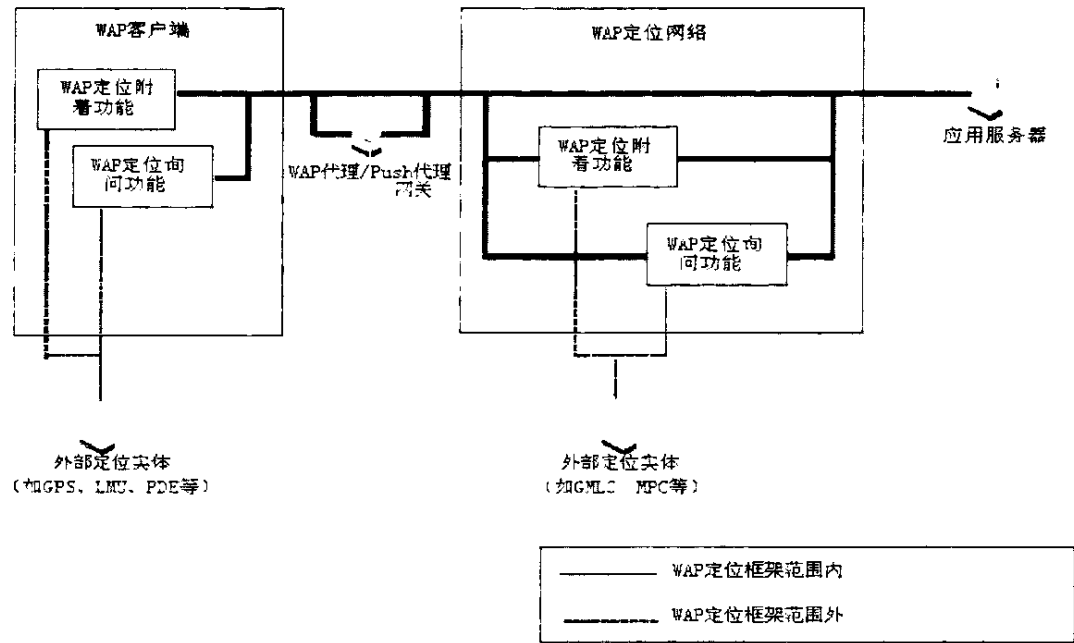 WAP客户端
WAP定位网络
WAP定位附
着功能
WAP定位询
问功能
WAP代理/Push代理
网关
WAP定位附
着功能
WAP定位询
问功能
应用服务器
外部定位实体
(如GPS、LMU、PDE等)
外部定位实体
(如GMLC MPC等)
WAP定位框架范围内
WAP定位框架范围外